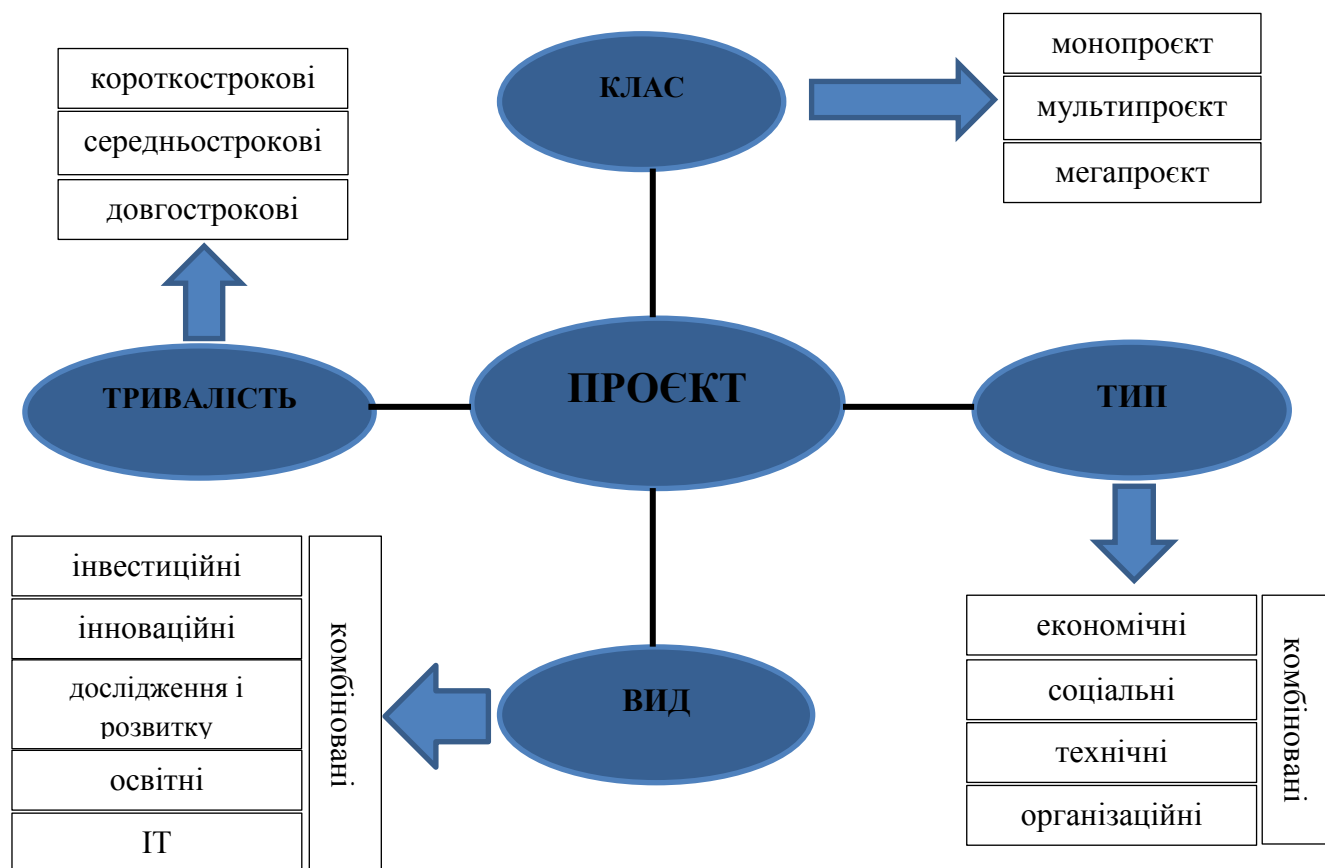 КЛАС
монопроєкт
мультипроєкт
мегапроєкт
короткострокові
середньострокові
довгострокові
ТРИВАЛІСТЬ
ПРОЄКТ
ТИП
інвестиційні
інноваційні
дослідження і
розвитку
освітні
ІТ
комбіновані
ВИД
економічні
соціальні
технічні
організаційні
комбіновані